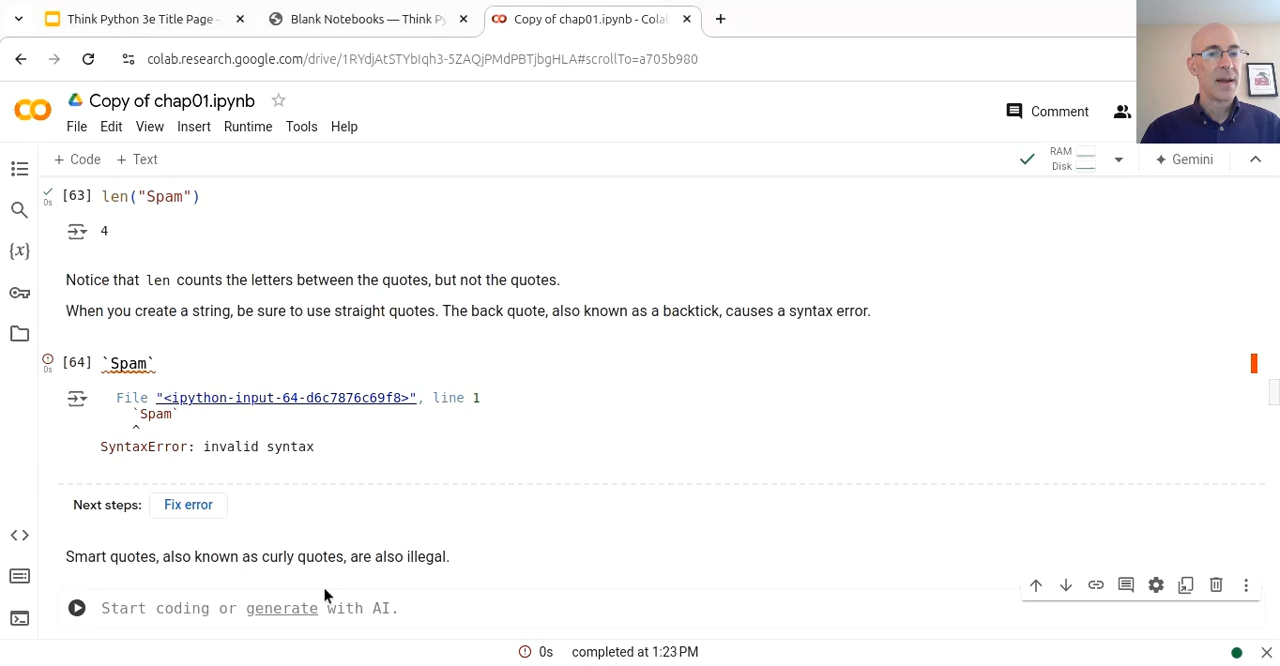 Think Python 3e Title Page -
Blank Notebooks — Think Py
Copy of chap01.ipynb - Colab
colab.research.google.com/drive/1RYdjAtSTYbIqh3-5ZAQjPMdPBTjbgHLA#scrollTo=a705b980
Copy of chap01.ipynb
Comment
File Edit View Insert Runtime Tools Help
+ Code + Text
RAM
Disk
Gemini
[63] len("Spam")
0s
4
Notice that len counts the letters between the quotes, but not the quotes.
When you create a string, be sure to use straight quotes. The back quote, also known as a backtick, causes a syntax error.
[64] `Spam`
0s
File "<ipython-input-64-d6c7876c69f8>", line 1
`Spam`
^
SyntaxError: invalid syntax
Next steps: Fix error
Smart quotes, also known as curly quotes, are also illegal.
Start coding or generate with AI.
0s completed at 1:23 PM